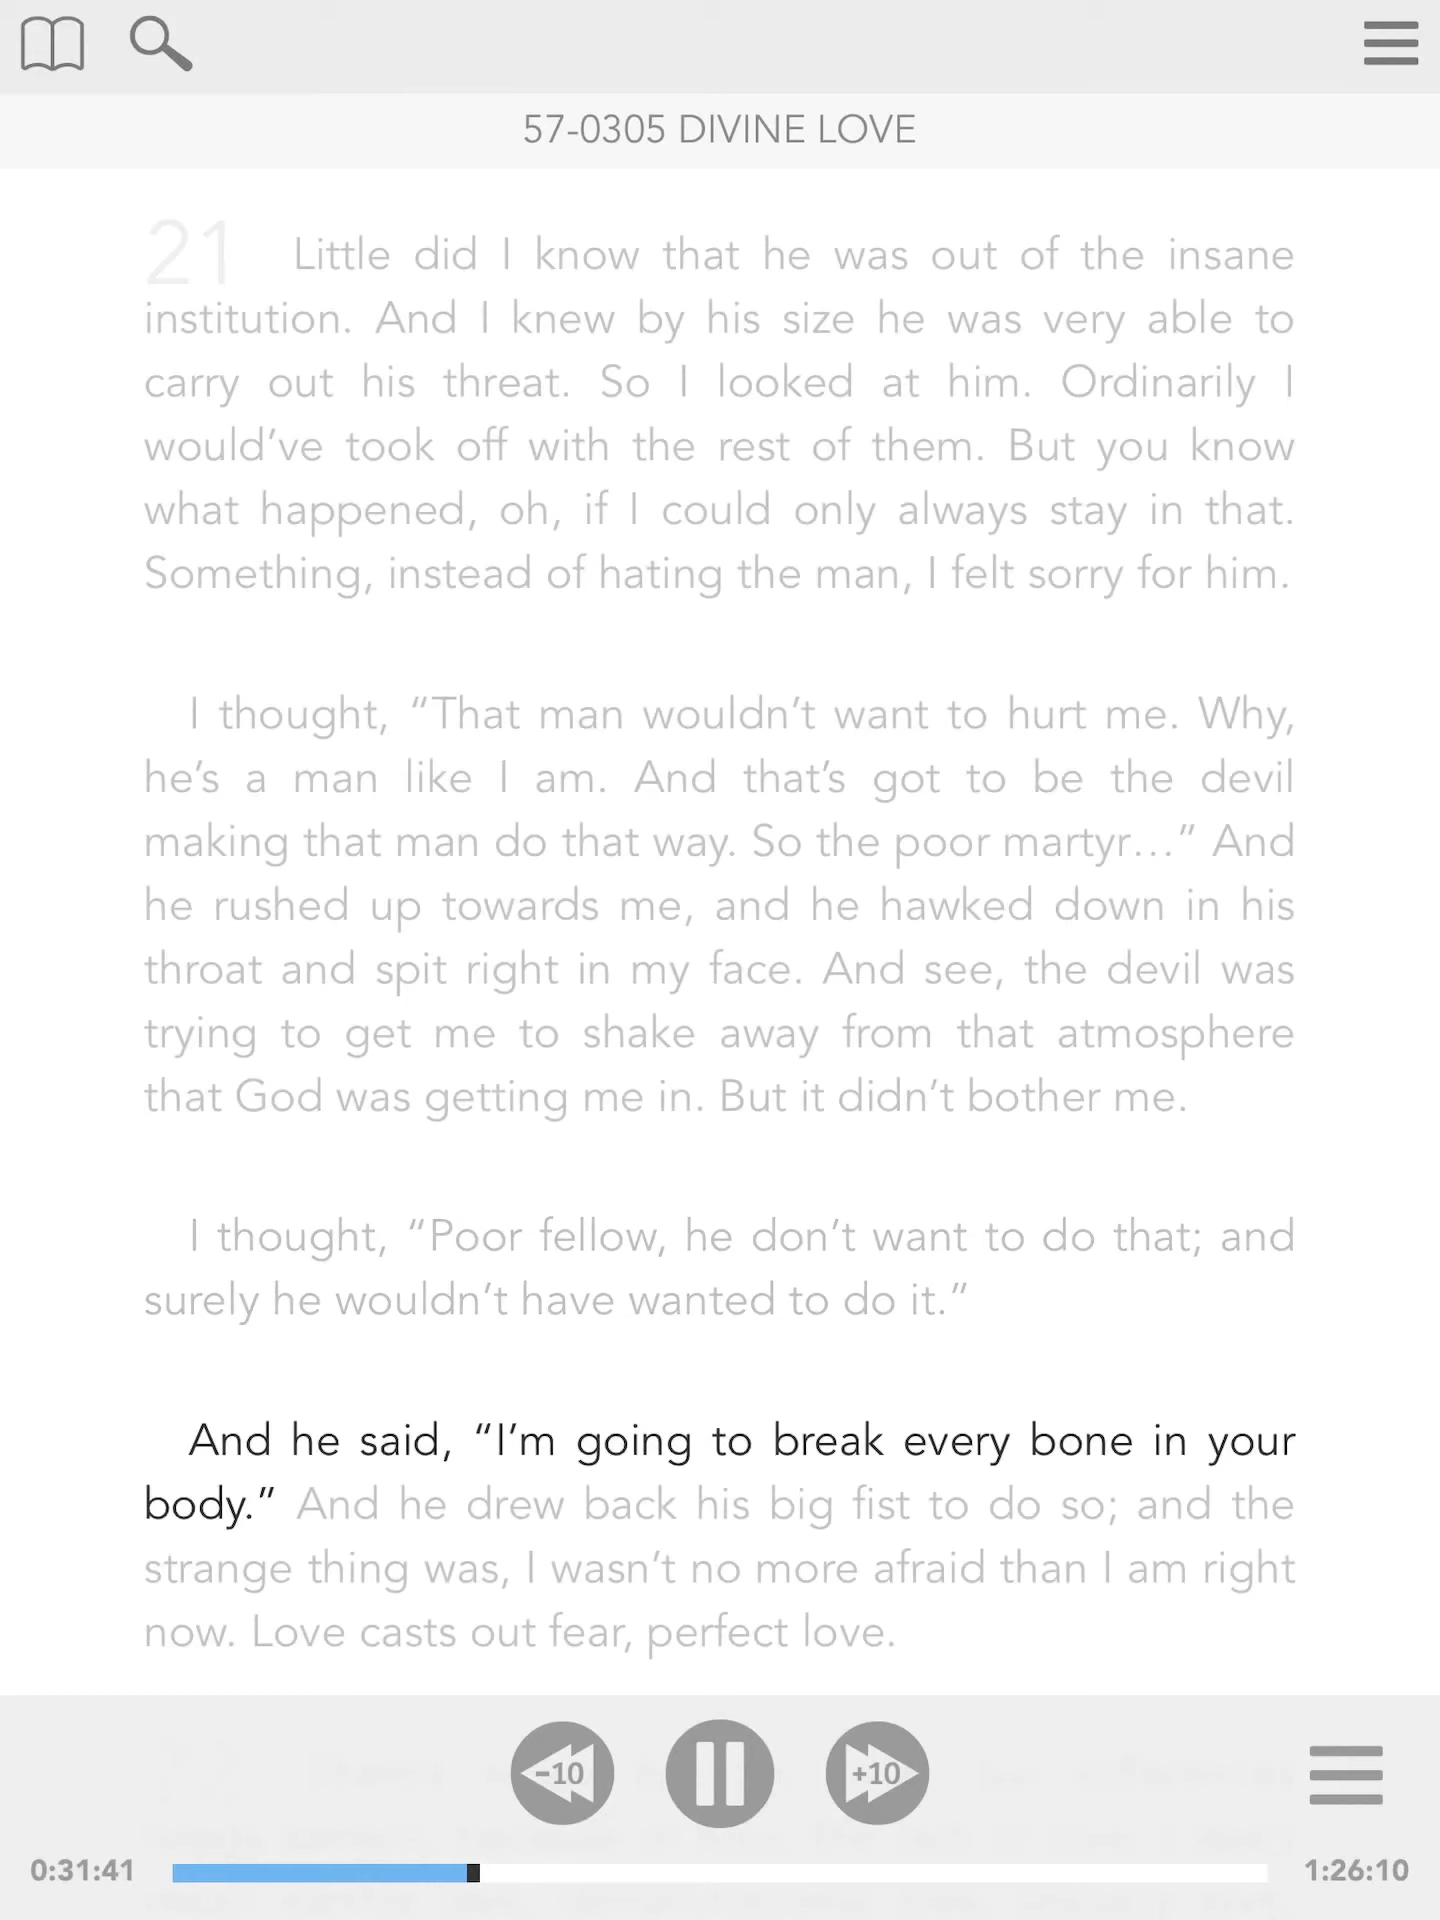 57-0305 DIVINE LOVE
21 Little did I know that he was out of the insane
institution. And I knew by his size he was very able to
carry out his threat. So I looked at him. Ordinarily I
would’ve took off with the rest of them. But you know
what happened, oh, if I could only always stay in that.
Something, instead of hating the man, I felt sorry for him.
I thought, “That man wouldn’t want to hurt me. Why,
he’s a man like I am. And that’s got to be the devil
making that man do that way. So the poor martyr…” And
he rushed up towards me, and he hawked down in his
throat and spit right in my face. And see, the devil was
trying to get me to shake away from that atmosphere
that God was getting me in. But it didn’t bother me.
I thought, “Poor fellow, he don’t want to do that; and
surely he wouldn’t have wanted to do it.”
And he said, “I’m going to break every bone in your
body.” And he drew back his big fist to do so; and the
strange thing was, I wasn’t no more afraid than I am right
now. Love casts out fear, perfect love.
-10 +10
0:31:41 1:26:10